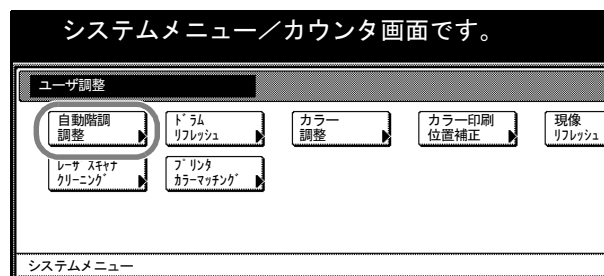 システムメニュー／カウンタ画面です。
ユーザ調整
自動階調
調整
ﾄﾞﾗﾑ
ﾘﾌﾚｯｼｭ
カラー
調整
カラー印刷
位置補正
現像
ﾘﾌﾚｯｼｭ
ﾚｰｻﾞ ｽｷｬﾅ
ｸﾘｰﾆﾝｸﾞ
ﾌﾟﾘﾝﾀ
ｶﾗｰﾏｯﾁﾝｸﾞ
システムメニュー